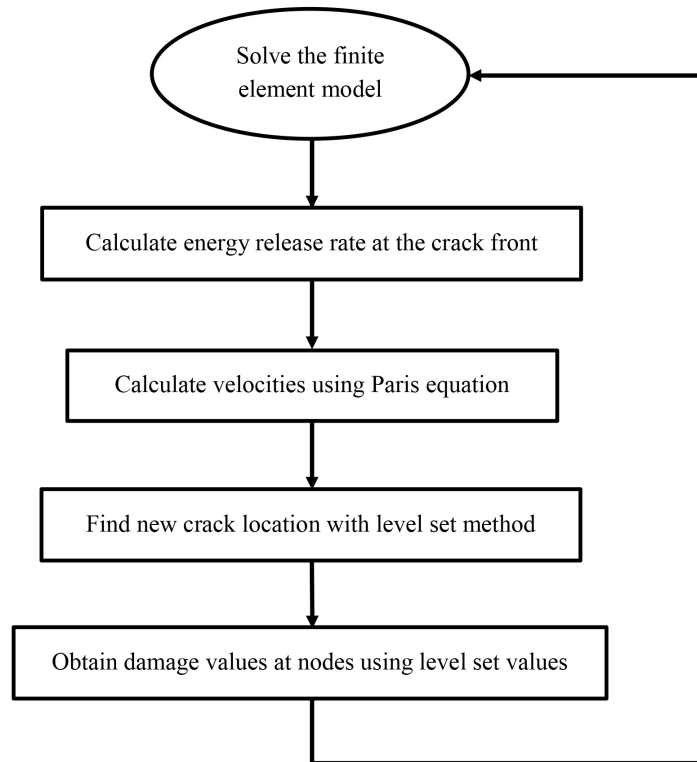 Solve the finite
element model
Calculate energy release rate at the crack front
Calculate velocities using Paris equation
Find new crack location with level set method
Obtain damage values at nodes using level set values